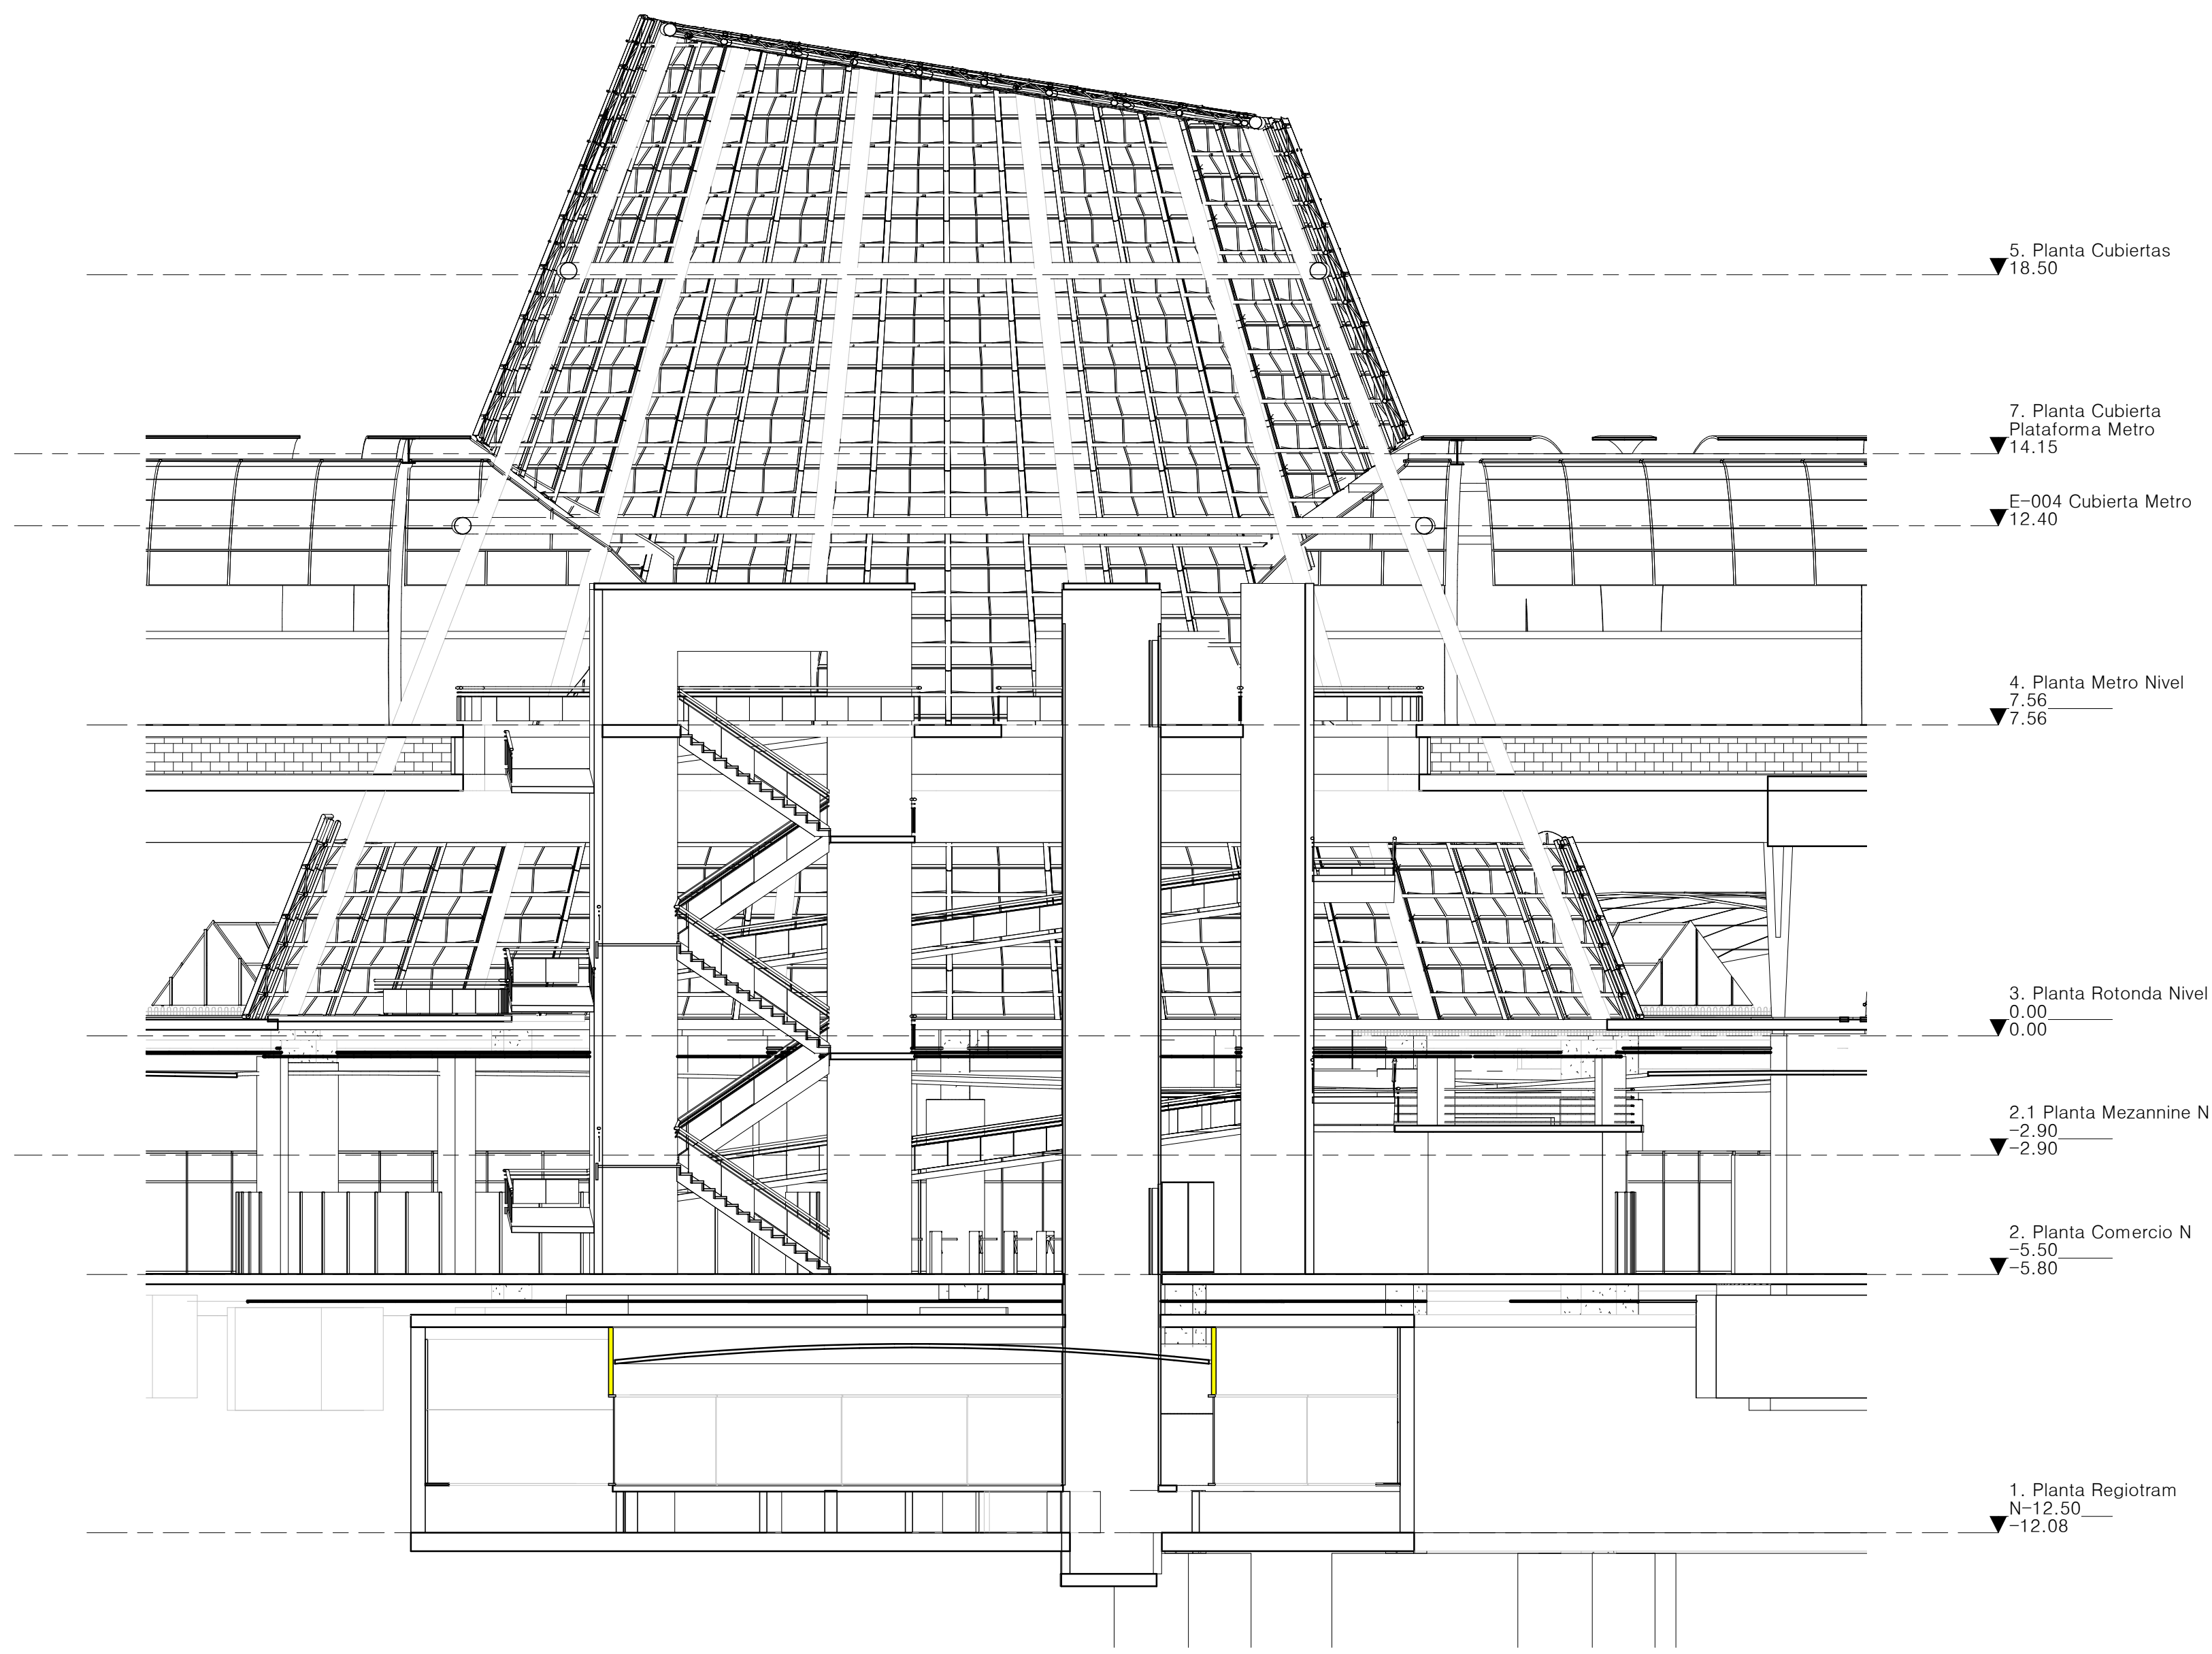 5. Planta Cubiertas
18.50
7. Planta Cubierta
Plataforma Metro
14.15
E-004 Cubierta Metro
12.40
4. Planta Metro Nivel
7.56
7.56
3. Planta Rotonda Nivel
0.00
0.00
2.1 Planta Mezannine N
-2.90
-2.90
2. Planta Comercio N
-5.50
-5.80
1. Planta Regiotram
N-12.50
-12.08